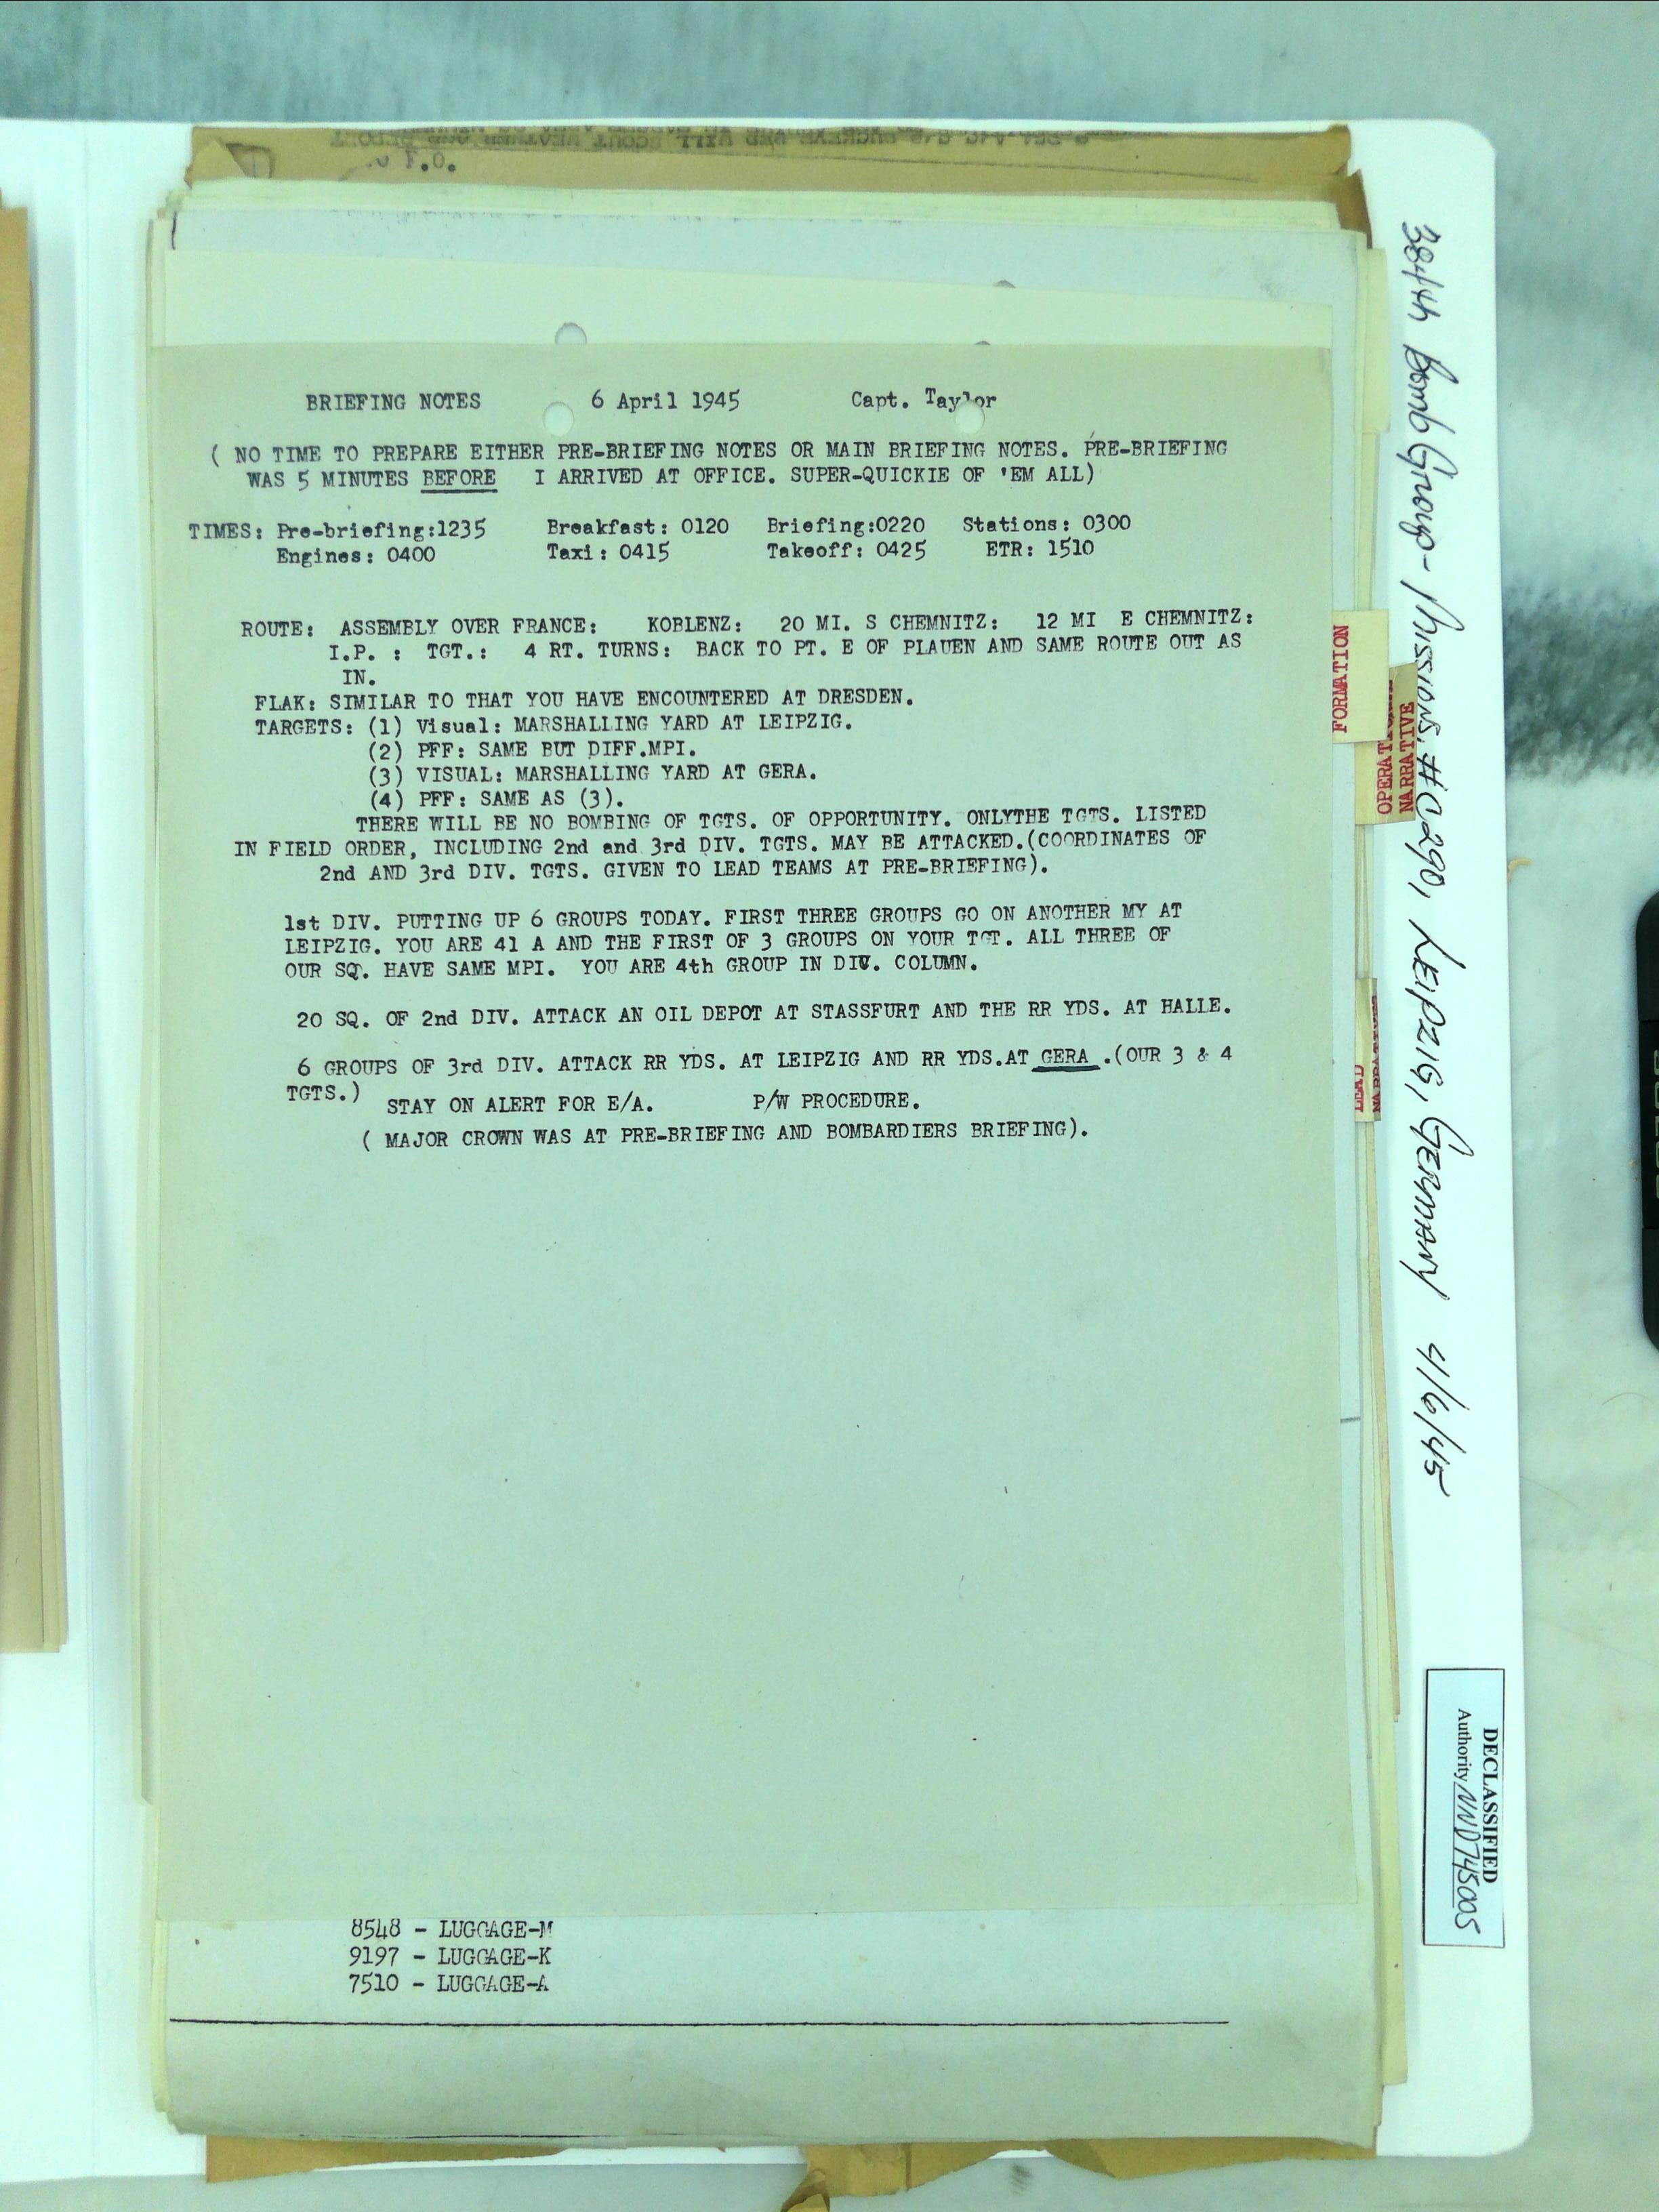 BRIEFING NOTES 6 April 1945 Capt. Taylor
( NO TIME TO PREPARE EITHER PRE-BRIEFING NOTES OR MAIN BRIEFING NOTES. PRE-BRIEFING
WAS 5 MINUTES BEFORE I ARRIVED AT OFFICE. SUPER-QUICKIE OF 'EM ALL)
TIMES: Pre-briefing:1235 Breakfast: 0120 Briefing:0220 Stations: 0300
Engines: 0400 Taxi: 0415 Takeoff: 0425 ETR: 1510
ROUTE: ASSEMBLY OVER FRANCE: KOBLENZ: 20 MI. S CHEMNITZ: 12 MI E CHEMNITZ:
I.P. : TGT.: 4 RT. TURNS: BACK TO PT. E OF PLAUEN AND SAME ROUTE OUT AS
IN.
FLAK: SIMILAR TO THAT YOU HAVE ENCOUNTERED AT DRESDEN.
TARGETS: (1) Visual: MARSHALLING YARD AT LEIPZIG.
(2) PFF: SAME BUT DIFF.MPI.
(3) VISUAL: MARSHALLING YARD AT GERA.
(4) PFF: SAME AS (3).
THERE WILL BE NO BOMBING OF TGTS. OF OPPORTUNITY. ONLYTHE TGTS. LISTED
IN FIELD ORDER, INCLUDING 2nd and 3rd DIV. TGTS. MAY BE ATTACKED.(COORDINATES OF
2nd AND 3rd DIV. TGTS. GIVEN TO LEAD TEAMS AT PRE-BRIEFING).
1st DIV. PUTTING UP 6 GROUPS TODAY. FIRST THREE GROUPS GO ON ANOTHER MY AT
LEIPZIG. YOU ARE 41 A AND THE FIRST OF 3 GROUPS ON YOUR TGT. ALL THREE OF
OUR SQ. HAVE SAME MPI. YOU ARE 4th GROUP IN DIV. COLUMN.
20 SQ. OF 2nd DIV. ATTACK AN OIL DEPOT AT STASSFURT AND THE RR YDS. AT HALLE.
6 GROUPS OF 3rd DIV. ATTACK RR YDS. AT LEIPZIG AND RR YDS.AT GERA .(OUR 3 & 4
TGTS.)
STAY ON ALERT FOR E/A. P/W PROCEDURE.
( MAJOR CROWN WAS AT PRE-BRIEFING AND BOMBARDIERS BRIEFING).
8548 - LUGGAGE-M
9197 - LUGGAGE-K
7510 - LUGGAGE-A
FORMATION
NARRATIVE
LEAD
384th Bomb Group - Missions, #0290, Leipzig, Germany 4/6/45
DECLASSIFIED
Authority NND745005